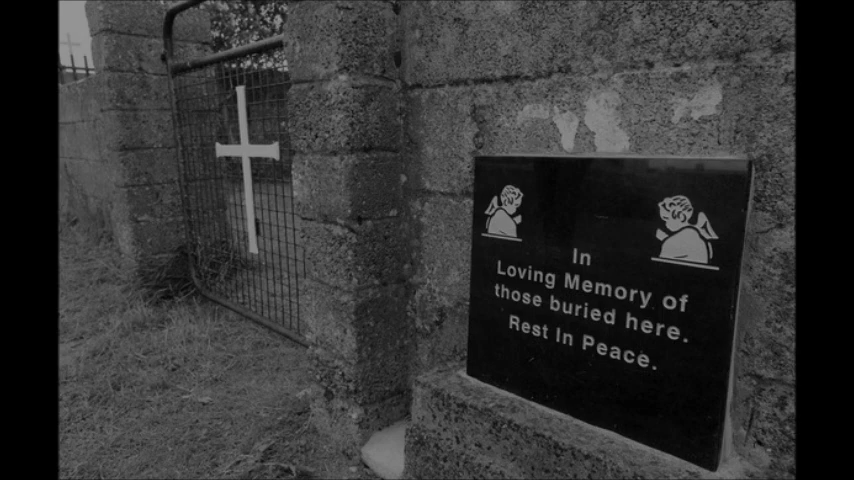 In
Loving Memory of
those buried here.
Rest In Peace.